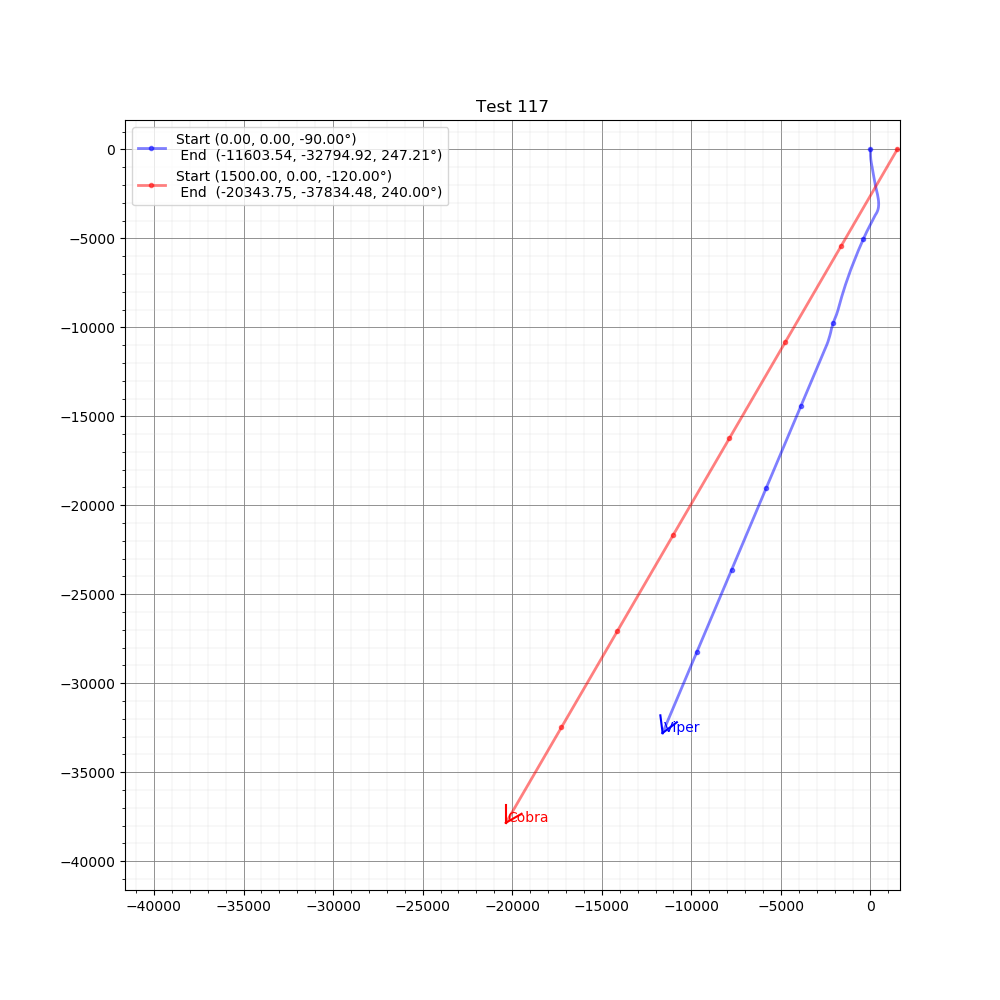 Test 117
Start (0.00, 0.00, -90.00°)
End (-11603.54, -32794.92, 247.21°)
Start (1500.00, 0.00, -120.00°)
End (-20343.75, -37834.48, 240.00°)
0
−5000
−10000
−15000
−20000
−25000
−30000
−35000
−40000
Viper
Cobra
−40000 −35000 −30000 −25000 −20000 −15000 −10000 −5000 0